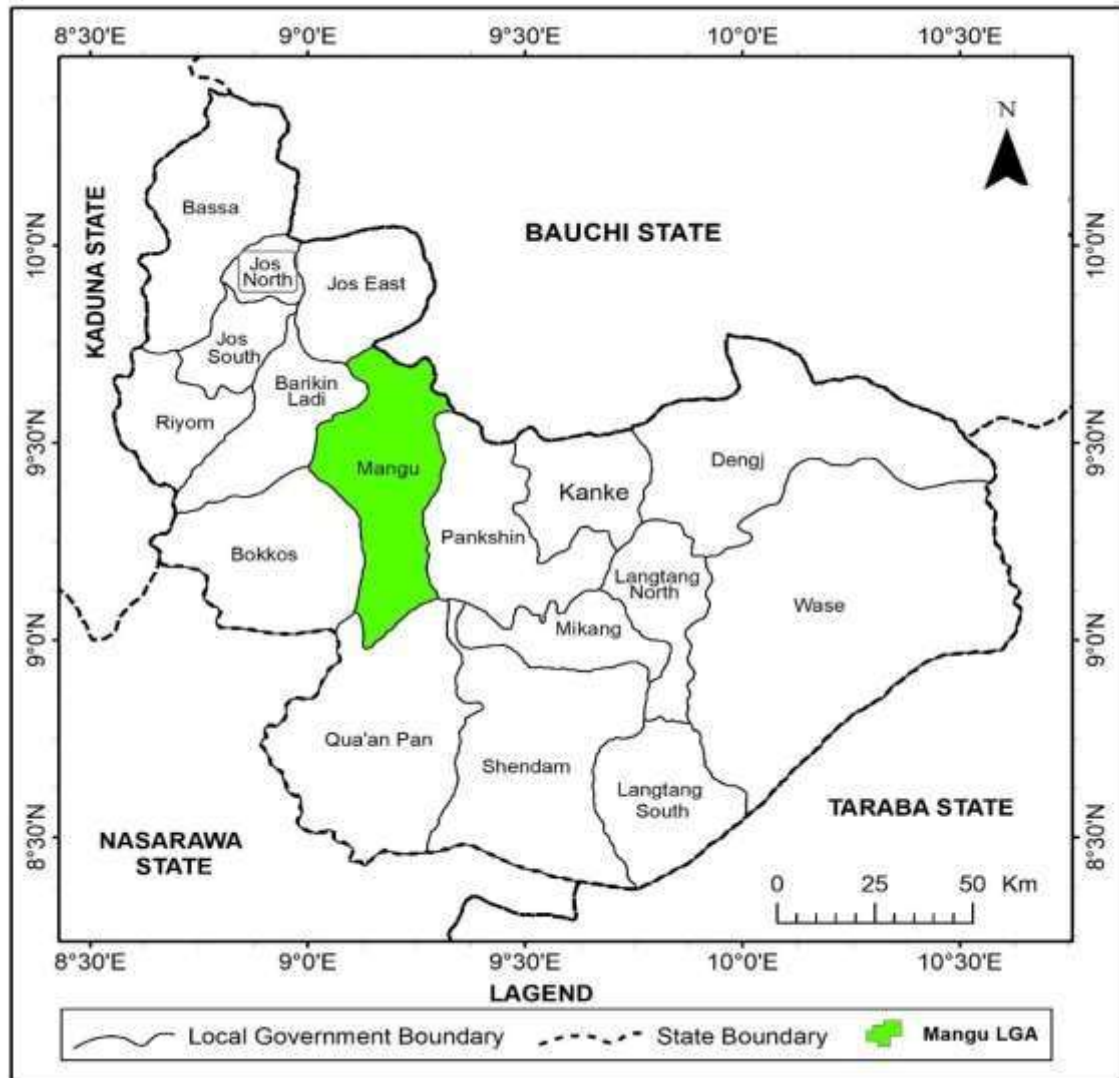 8°30'E 9°0'E 9°30'E 10°0'E 10°30'E
N
KADUNA STATE
BAUCHI STATE
Bassa
10°0'N
10°0'N
Jos
North
Jos East
Jos
South
Barikin
Ladi
Riyom
9°30'N
9°30'N
Mangu
Dengj
Kanke
Pankshin
Bokkos
Langtang
North
Wase
Mikang
9°0'N
9°0'N
Qua'an Pan
Shendam
Langtang
South
TARABA STATE
NASARAWA
STATE
8°30'N
8°30'N
0 25 50 Km
8°30'E 9°0'E 9°30'E 10°0'E 10°30'E
LAGEND
Local Government Boundary State Boundary Mangu LGA